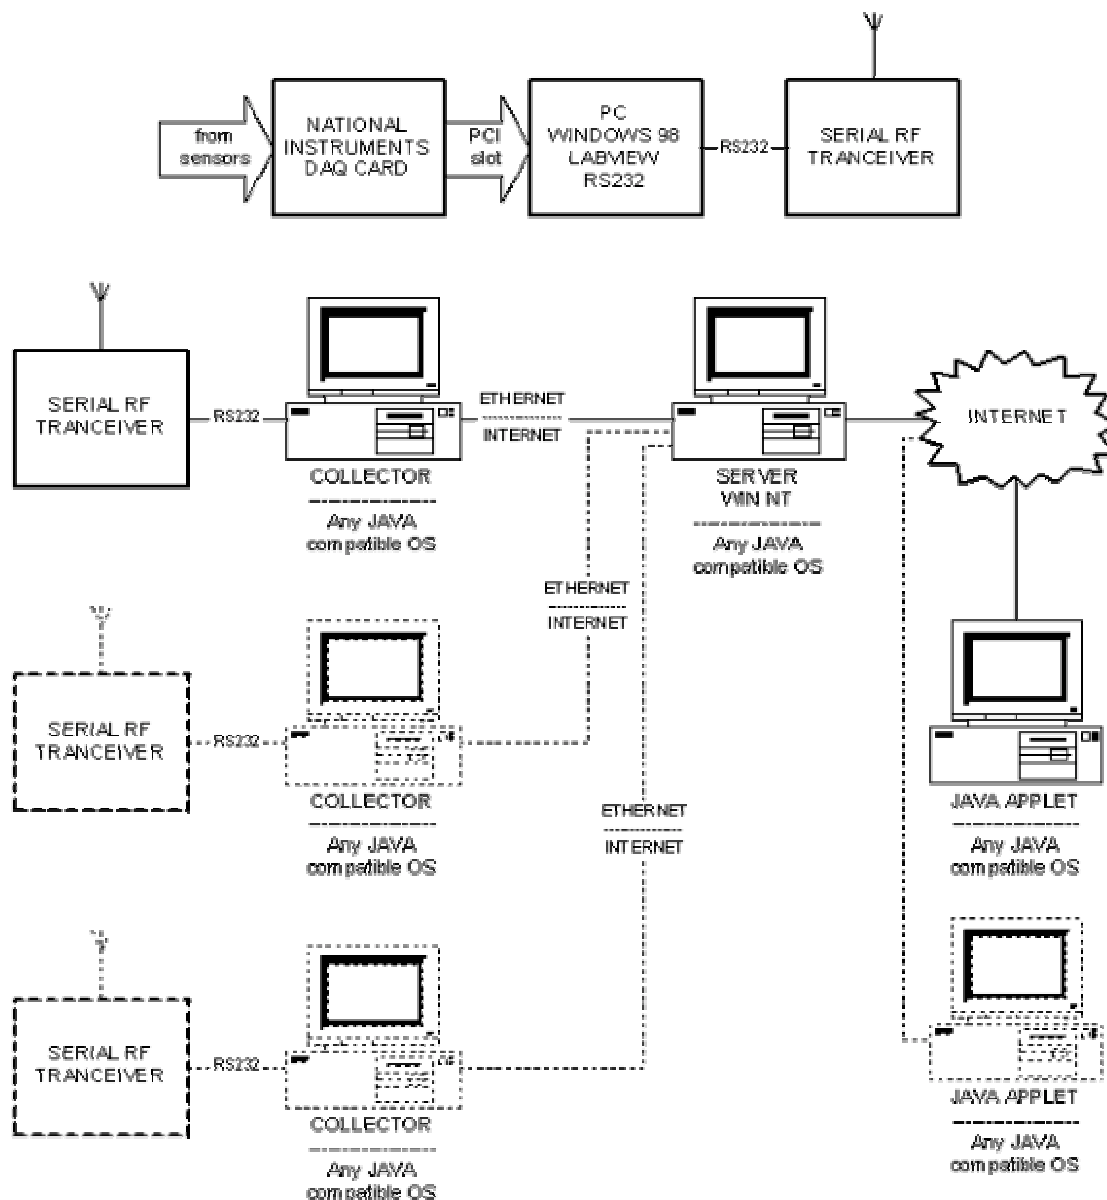 from
sensors
NATIONAL
INSTRUMENTS
DAQ CARD
PCI
slot
PC
WINDOWS 98
LABVIEW
RS232
RS232
SERIAL RF
TRANCEIVER
SERIAL RF
TRANCEIVER
RS232
COLLECTOR
Any JAVA
compatible OS
ETHERNET
INTERNET
SERVER
WIN NT
Any JAVA
compatible OS
INTERNET
ETHERNET
INTERNET
SERIAL RF
TRANCEIVER
RS232
COLLECTOR
Any JAVA
compatible OS
ETHERNET
INTERNET
JAVA APPLET
Any JAVA
compatible OS
SERIAL RF
TRANCEIVER
RS232
COLLECTOR
Any JAVA
compatible OS
JAVA APPLET
Any JAVA
compatible OS